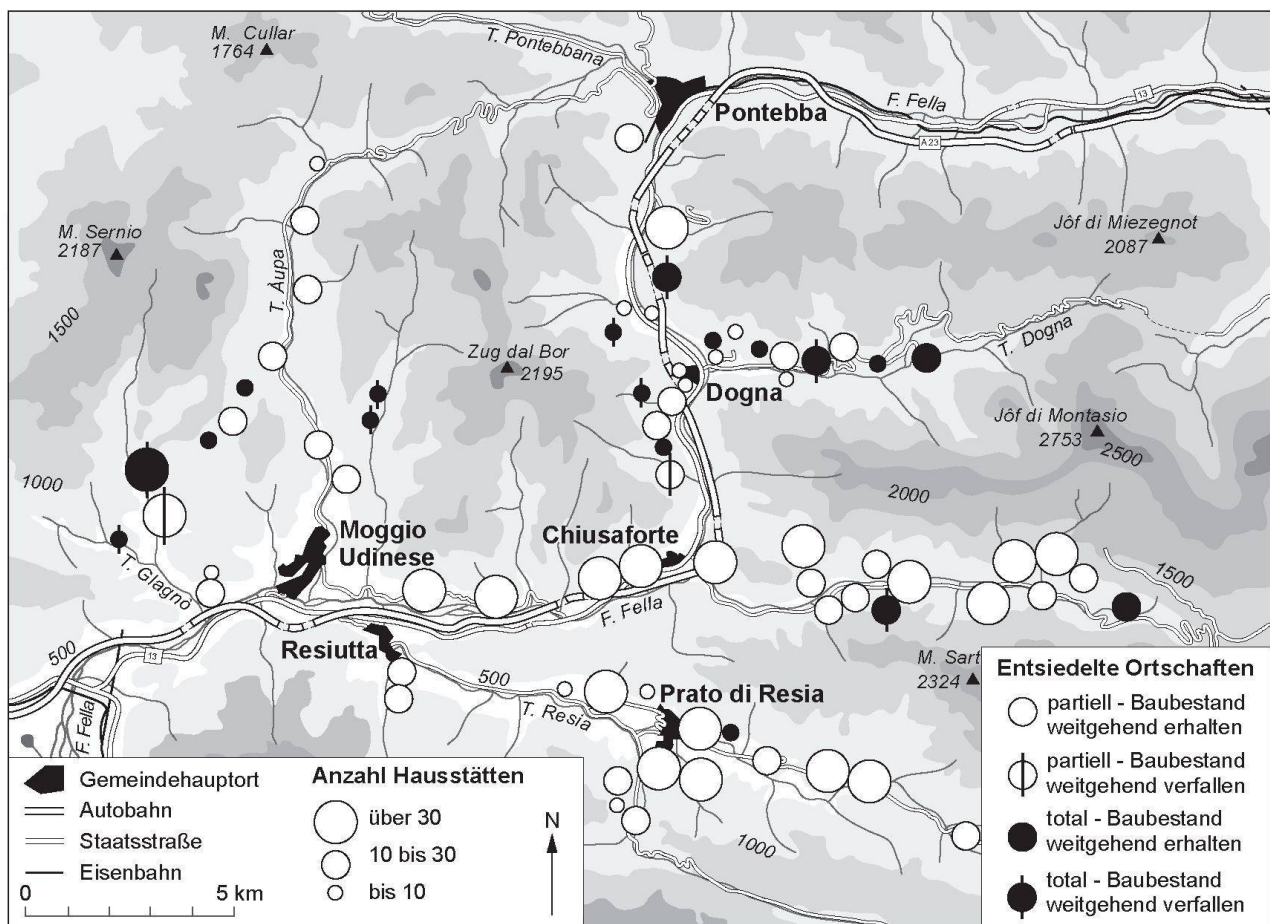 M. Cullar
1764
T. Pontebbana
Pontebba
F. Fella
13
A 23
M. Sernio
2187
T. Aupa
Jôf di Miezegnot
2087
1500
Zug dal Bor
2195
T. Dogna
Dogna
Jôf di Montasio
2753
2500
1000
2000
Moggio
Udinese
Chiusaforte
T. Glagnó
1500
F. Fella
Resiutta
500
13
500
M. Sart
2324
Prato di Resia
T. Resia
F. Fella
1000
Gemeindehauptort
Autobahn
Staatsstraße
Eisenbahn
0 5 km
Anzahl Hausstätten
über 30
10 bis 30
bis 10
N
Entsiedelte Ortschaften
partiell - Baubestand
weitgehend erhalten
partiell - Baubestand
weitgehend verfallen
total - Baubestand
weitgehend erhalten
total - Baubestand
weitgehend verfallen